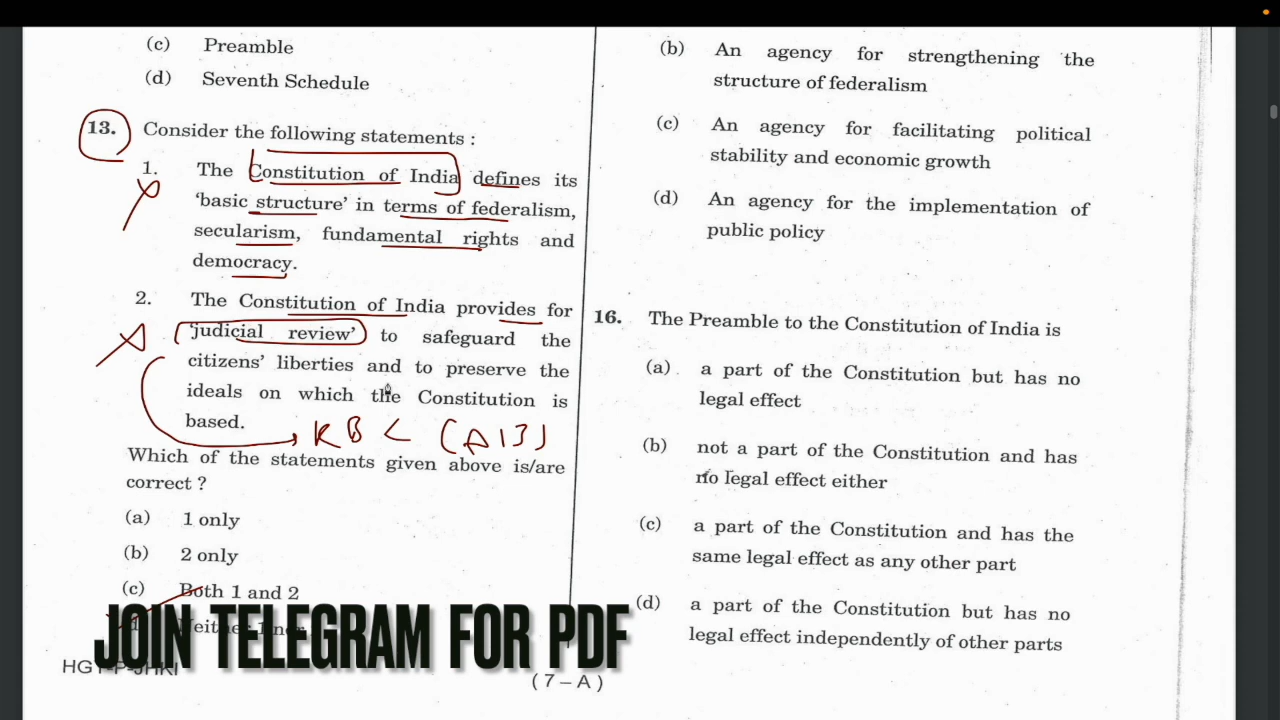 (c) Preamble
(d) Seventh Schedule
13. Consider the following statements :
1. The Constitution of India defines its
'basic structure' in terms of federalism,
secularism, fundamental rights and
democracy.
2. The Constitution of India provides for
'judicial review' to safeguard the
citizens' liberties and to preserve the
ideals on which the Constitution is
based.
(A13)
Which of the statements given above is/are
correct ?
(a) 1 only
(b) 2 only
(c) Both 1 and 2
JOIN TELEGRAM FOR PDF
(b) An agency for strengthening the
structure of federalism
(c) An agency for facilitating political
stability and economic growth
(d) An agency for the implementation of
public policy
16. The Preamble to the Constitution of India is
(a) a part of the Constitution but has no
legal effect
(b) not a part of the Constitution and has
no legal effect either
(c) a part of the Constitution and has the
same legal effect as any other part
(d) a part of the Constitution but has no
legal effect independently of other parts
( 7 – A )